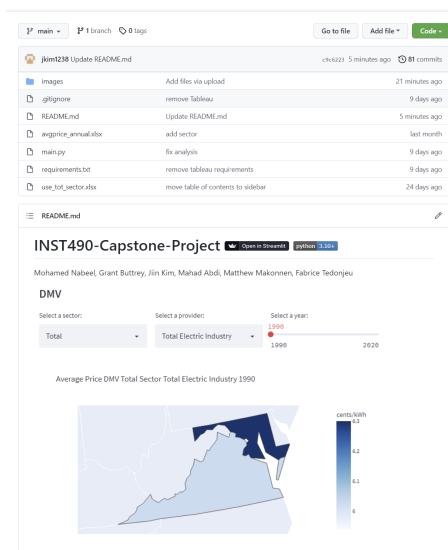 main
1 branch
0 tags
Go to file
Add file
Code
jkim1238 Update README.md
c9c6223 5 minutes ago
81 commits
images Add files via upload 21 minutes ago
.gitignore remove Tableau 9 days ago
README.md Update README.md 5 minutes ago
avgprice_annual.xlsx add sector last month
main.py fix analysis 9 days ago
requirements.txt remove tableau requirements 9 days ago
use_tot_sector.xlsx move table of contents to sidebar 24 days ago
README.md
INST490-Capstone-Project Open in Streamlit python 3.10+
Mohamed Nabeel, Grant Buttrey, Jiin Kim, Mahad Abdi, Matthew Makonnen, Fabrice Tedonjeu
DMV
Select a sector: Select a provider: Select a year:
1990
Total Total Electric Industry
1990 2020
Average Price DMV Total Sector Total Electric Industry 1990
cents/kWh
6.3
6.2
6.1
6